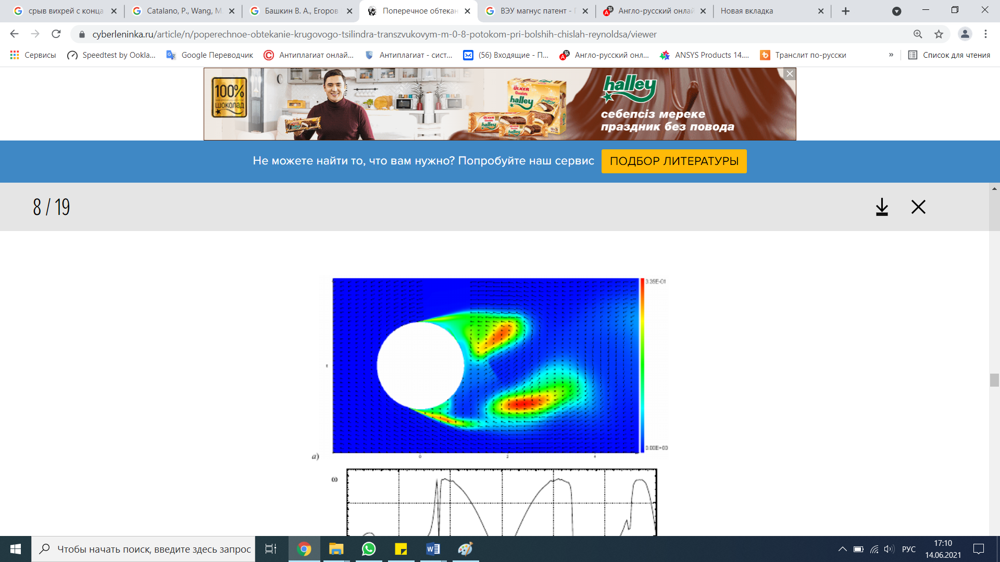 срыв вихрей с конца
Catalano, P., Wang, M
Башкин В. А., Егоров
Поперечное обтекан
ВЭУ магнус патент - П
Англо-русский онлай
Новая вкладка
cyberleninka.ru/article/n/poperechnoe-obtekanie-krugovogo-tsilindra-transzvukovym-m-0-8-potokom-pri-bolshih-chislah-reynoldsa/viewer
Сервисы
Speedtest by Ookla...
Google Переводчик
Антиплагиат онлай...
Антиплагиат - сист...
(56) Входящие - П...
Англо-русский онл...
ANSYS Products 14....
Транслит по-русски
»
Список для чтения
100%
шоколад
ÜLKER
halley
halley
себепсіз мереке
праздник без повода
Не можете найти то, что вам нужно? Попробуйте наш сервис
ПОДБОР ЛИТЕРАТУРЫ
8 / 19
3.35E-01
0.00E+00
a)
0
2
4
ω
Чтобы начать поиск, введите здесь запрос
РУС
17:10
14.06.2021